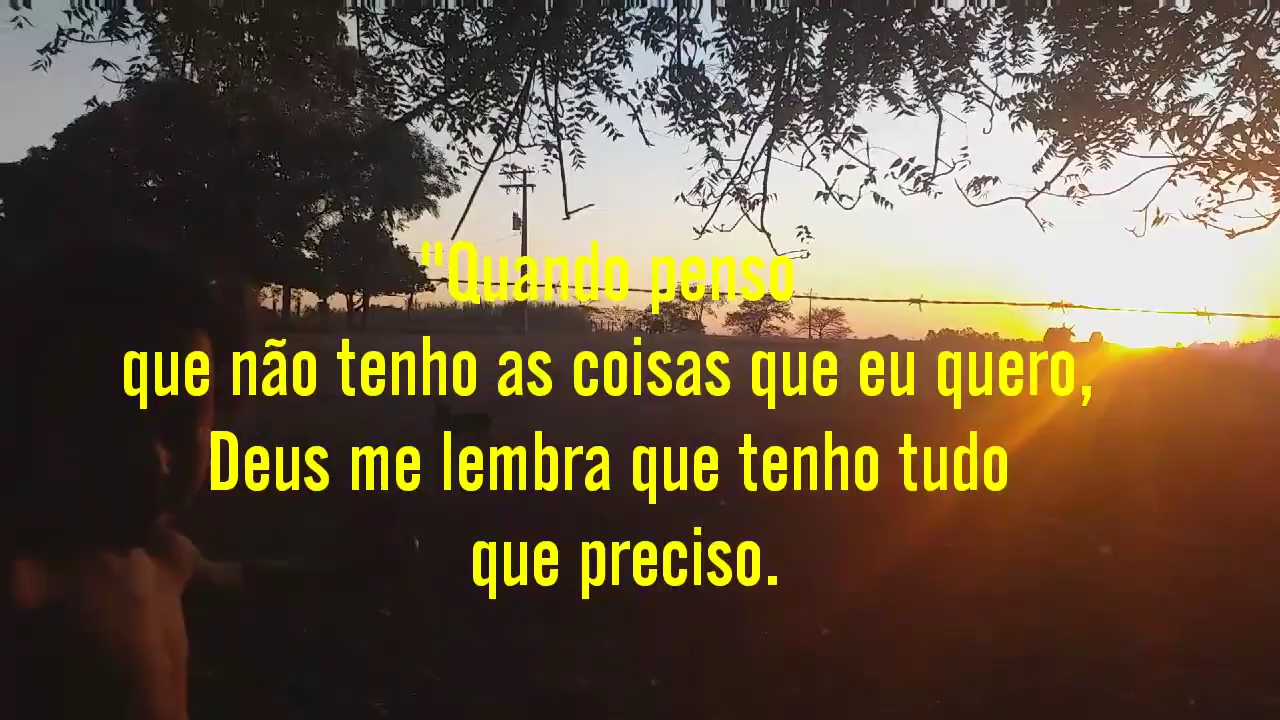 "Quando penso
que não tenho as coisas que eu quero,
Deus me lembra que tenho tudo
que preciso.